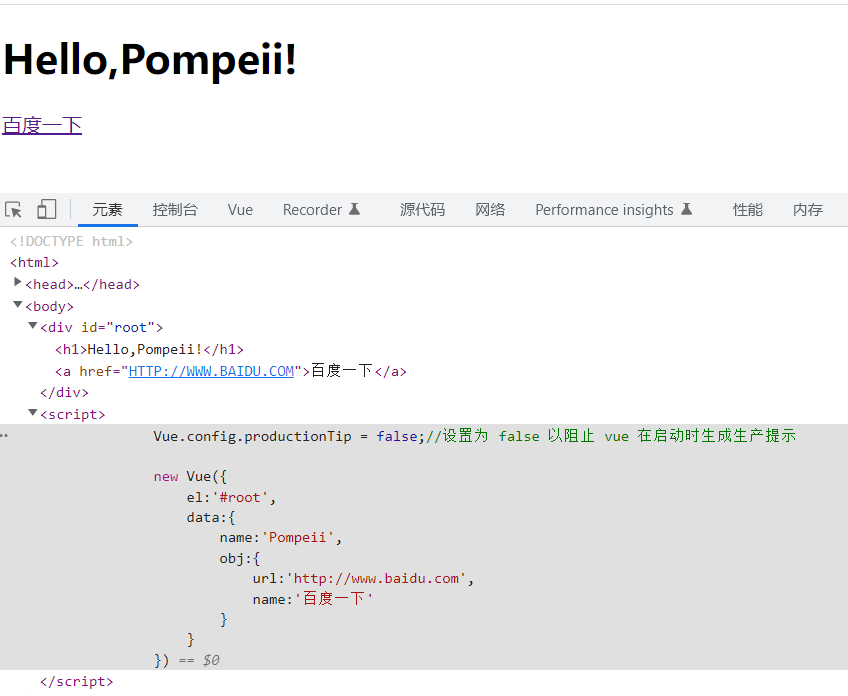 Hello,Pompeii!
百度一下
元素 控制台 Vue Recorder 源代码 网络 Performance insights 性能 内存
<!DOCTYPE html>
<html>
<head>…</head>
<body>
<div id="root">
<h1>Hello,Pompeii!</h1>
<a href="HTTP://WWW.BAIDU.COM">百度一下</a>
</div>
<script>
Vue.config.productionTip = false;//设置为 false 以阻止 vue 在启动时生成生产提示
new Vue({
el:'#root',
data:{
name:'Pompeii',
obj:{
url:'http://www.baidu.com',
name:'百度一下'
}
}
}) == $0
</script>